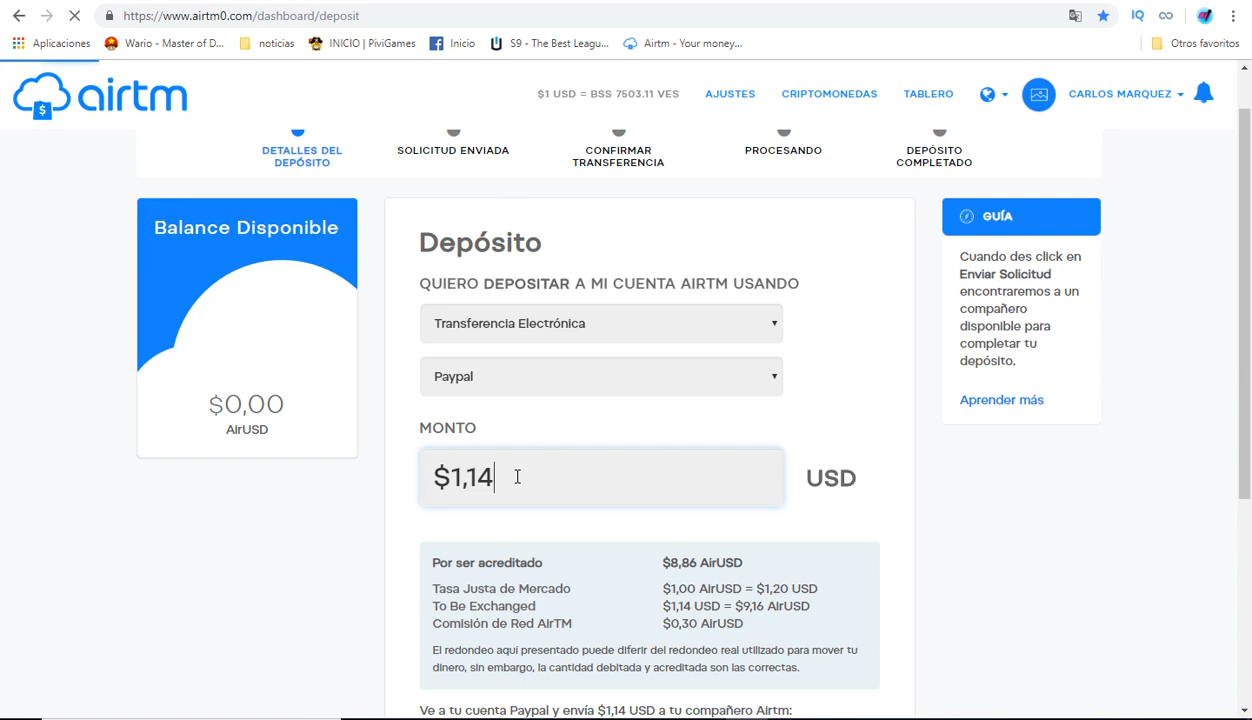 https://www.airtm0.com/dashboard/deposit
IQ
Aplicaciones
Wario - Master of D...
noticias
INICIO | PiviGames
Inicio
S9 - The Best Leagu...
Airtm - Your money...
Otros favoritos
$
airtm
$1 USD = BSS 7503.11 VES
AJUSTES
CRIPTOMONEDAS
TABLERO
CARLOS MARQUEZ
DETALLES DEL
DEPÓSITO
SOLICITUD ENVIADA
CONFIRMAR
TRANSFERENCIA
PROCESANDO
DEPÓSITO
COMPLETADO
Balance Disponible
$0,00
AirUSD
Depósito
QUIERO DEPOSITAR A MI CUENTA AIRTM USANDO
Transferencia Electrónica
Paypal
MONTO
$1,14
USD
Por ser acreditado $8,86 AirUSD
Tasa Justa de Mercado $1,00 AirUSD = $1,20 USD
To Be Exchanged $1,14 USD = $9,16 AirUSD
Comisión de Red AirTM $0,30 AirUSD
El redondeo aquí presentado puede diferir del redondeo real utilizado para mover tu
dinero, sin embargo, la cantidad debitada y acreditada son las correctas.
Ve a tu cuenta Paypal y envía $1,14 USD a tu compañero Airtm:
GUÍA
Cuando des click en
Enviar Solicitud
encontraremos a un
compañero
disponible para
completar tu
depósito.
Aprender más